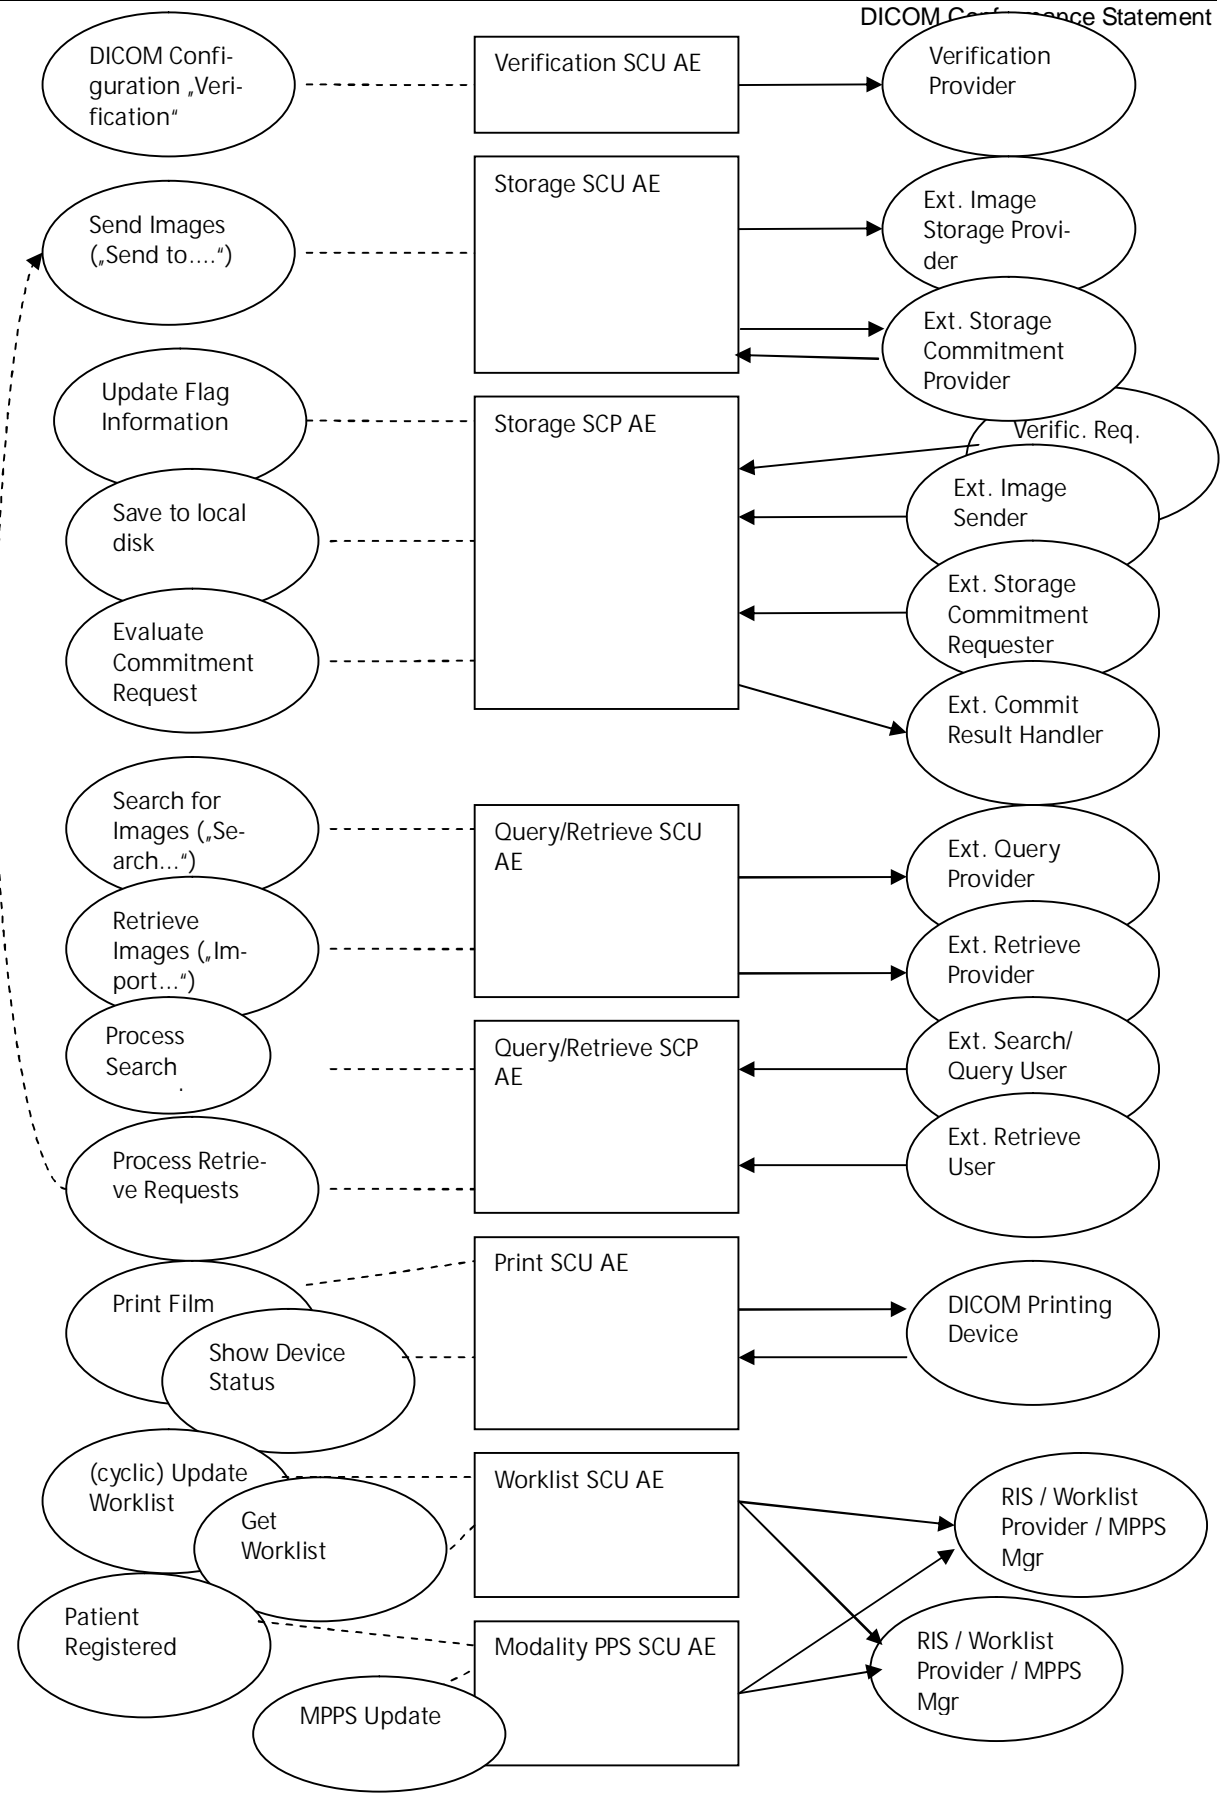 DICOM Conformance Statement
DICOM Confi-
guration „Veri-
fication“
Verification SCU AE
Verification
Provider
Send Images
(„Send to....“)
Storage SCU AE
Ext. Image
Storage Provi-
der
Ext. Storage
Commitment
Provider
Update Flag
Information
Save to local
disk
Evaluate
Commitment
Request
Storage SCP AE
Verific. Req.
Ext. Image
Sender
Ext. Storage
Commitment
Requester
Ext. Commit
Result Handler
Search for
Images („Se-
arch...“)
Retrieve
Images („Im-
port...“)
Query/Retrieve SCU
AE
Ext. Query
Provider
Ext. Retrieve
Provider
Process
Search
Process Retrie-
ve Requests
Query/Retrieve SCP
AE
Ext. Search/
Query User
Ext. Retrieve
User
Print Film
Show Device
Status
Print SCU AE
DICOM Printing
Device
(cyclic) Update
Worklist
Get
Worklist
Worklist SCU AE
RIS / Worklist
Provider / MPPS
Mgr
Patient
Registered
MPPS Update
Modality PPS SCU AE
RIS / Worklist
Provider / MPPS
Mgr